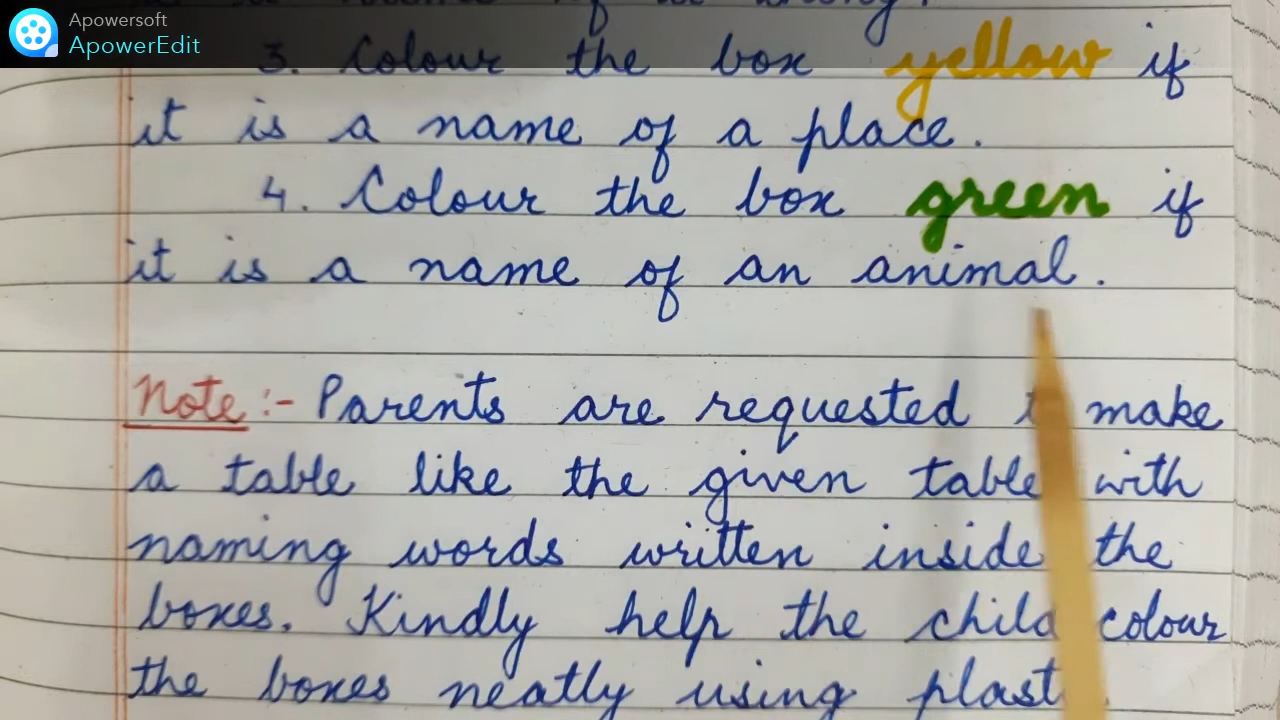 Apowersoft
ApowerEdit
3. Colour the box yellow if
it is a name of a place.
4. Colour the box green if
it is a name of an animal.
Note:- Parents are requested make
a table like the given table with
naming words written inside the
boxes. Kindly help the child colour
the boxes neatly using